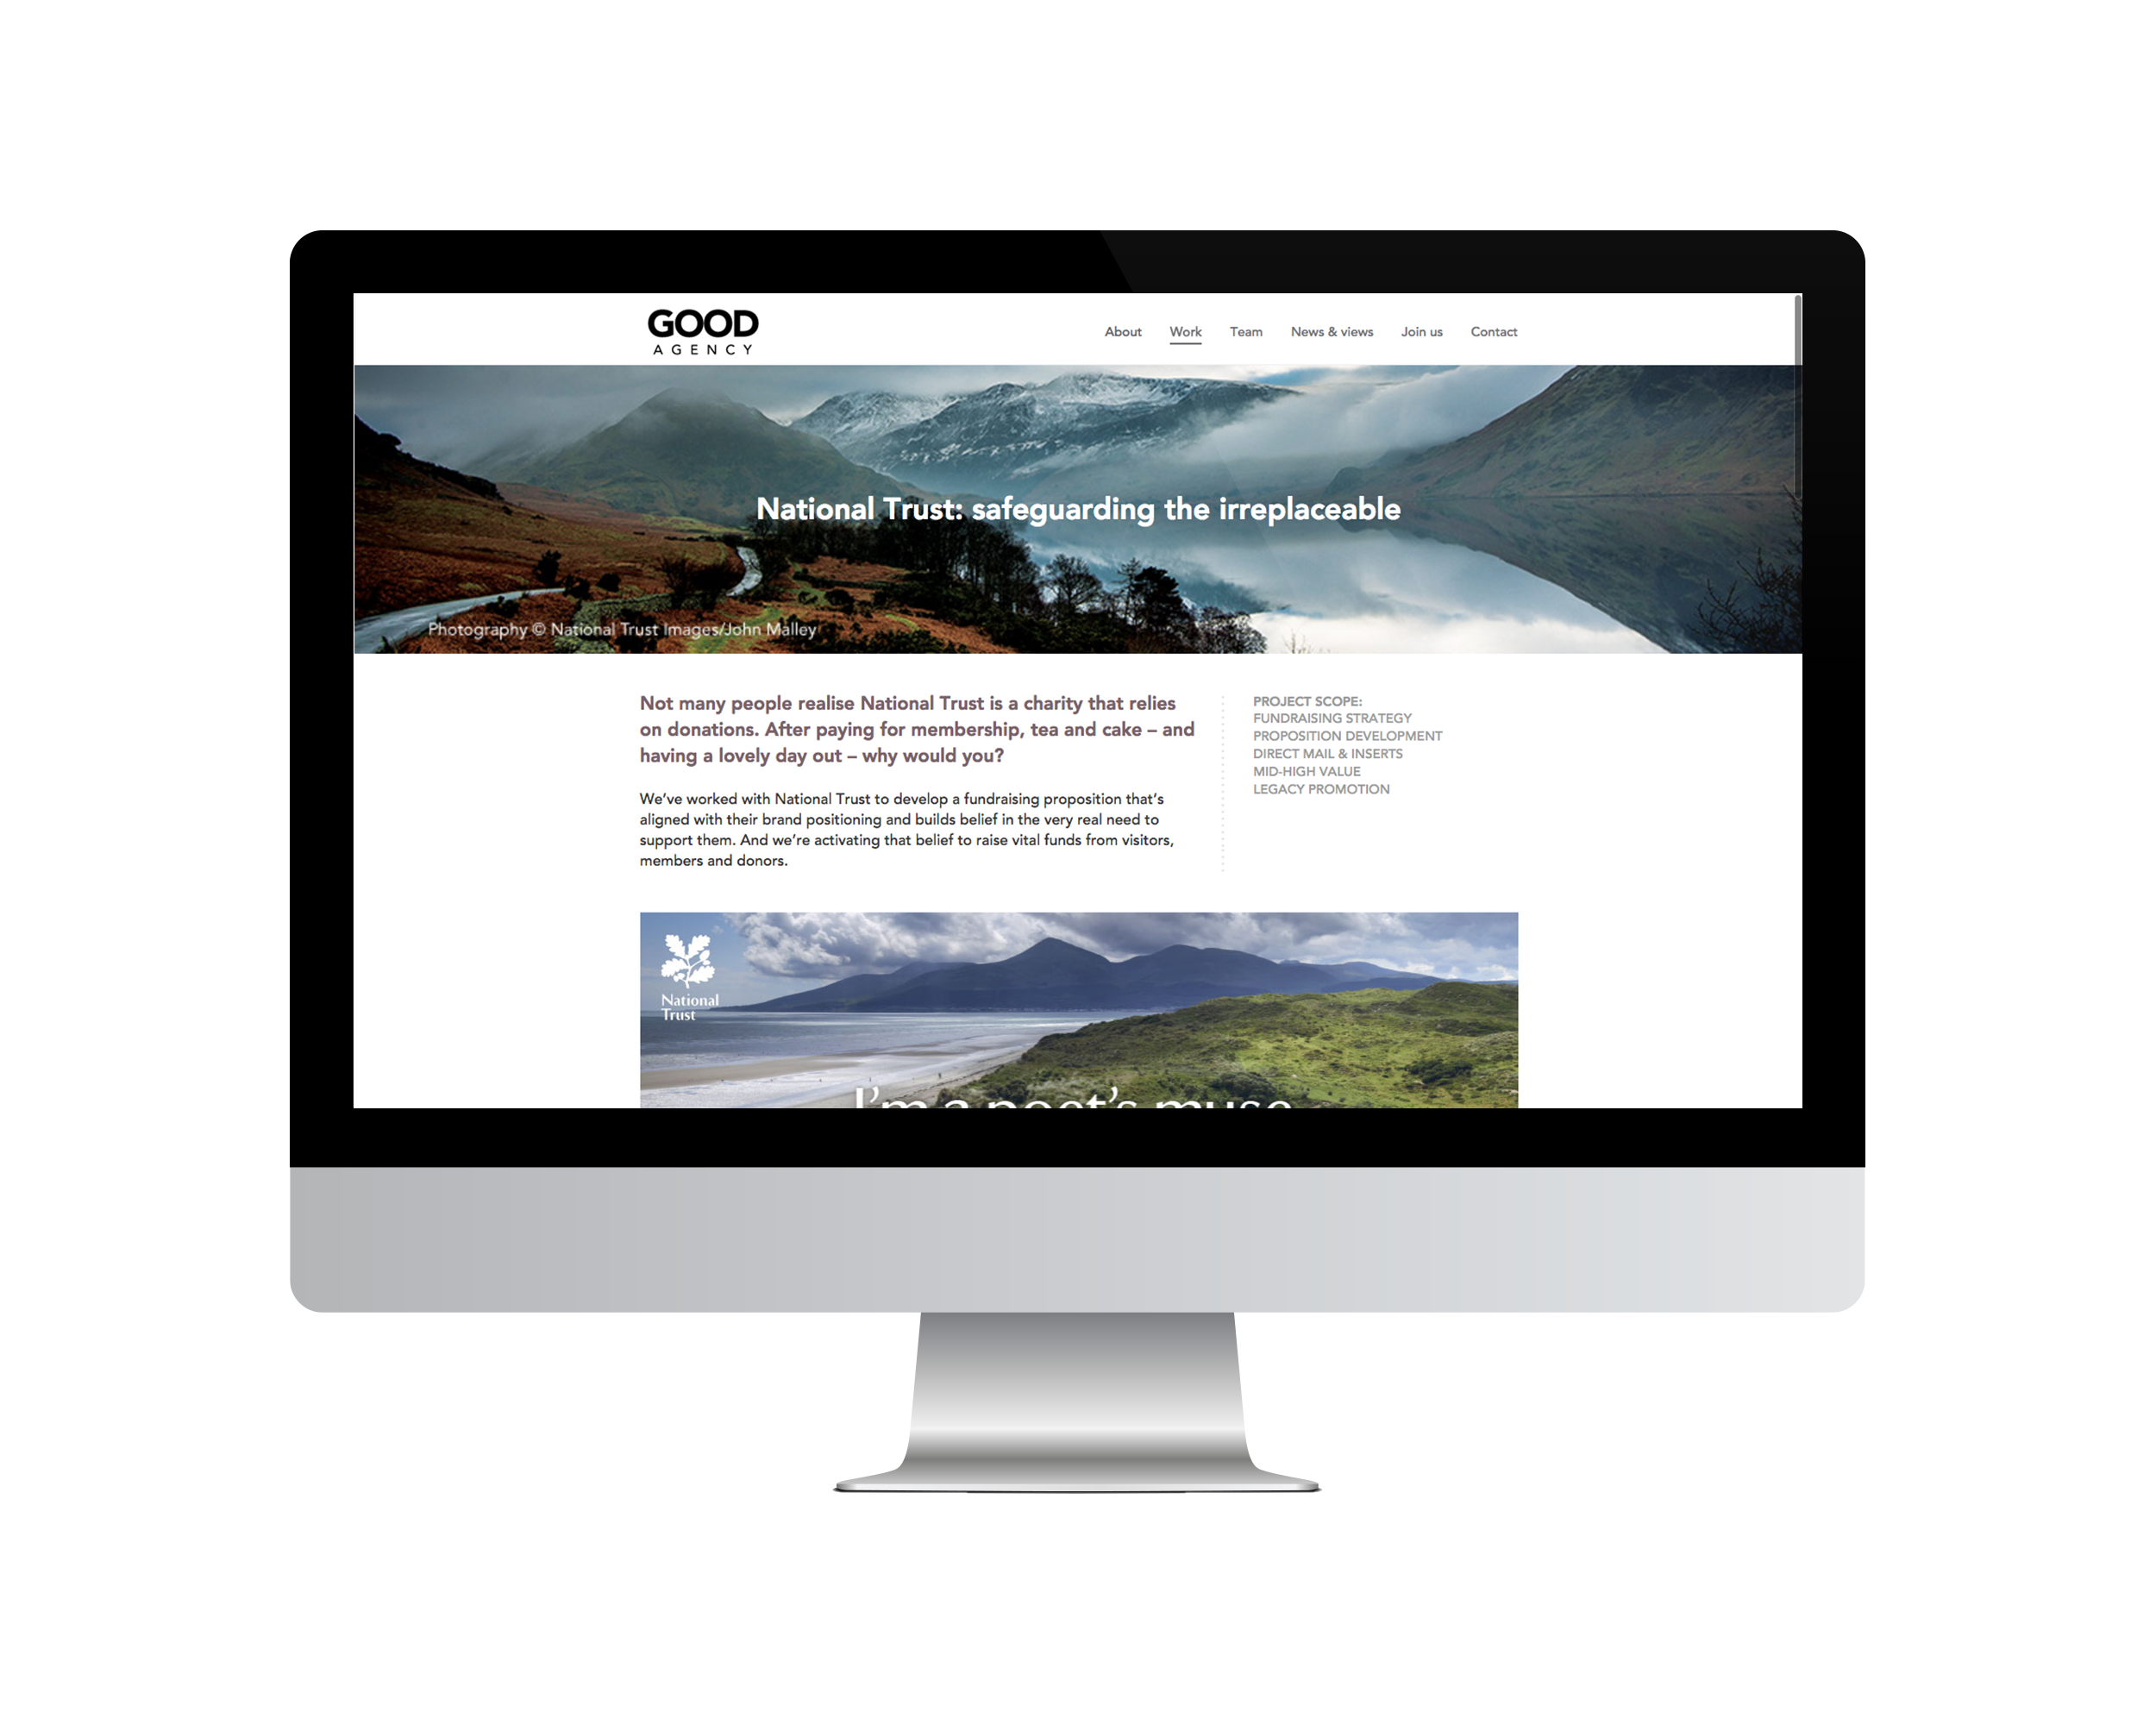 GOOD
AGENCY
About Work Team News & views Join us Contact
National Trust: safeguarding the irreplaceable
Photography © National Trust Images/John Malley
Not many people realise National Trust is a charity that relies
on donations. After paying for membership, tea and cake – and
having a lovely day out – why would you?
We’ve worked with National Trust to develop a fundraising proposition that’s
aligned with their brand positioning and builds belief in the very real need to
support them. And we’re activating that belief to raise vital funds from visitors,
members and donors.
PROJECT SCOPE:
FUNDRAISING STRATEGY
PROPOSITION DEVELOPMENT
DIRECT MAIL & INSERTS
MID-HIGH VALUE
LEGACY PROMOTION
National
Trust
I’m a poet’s muse